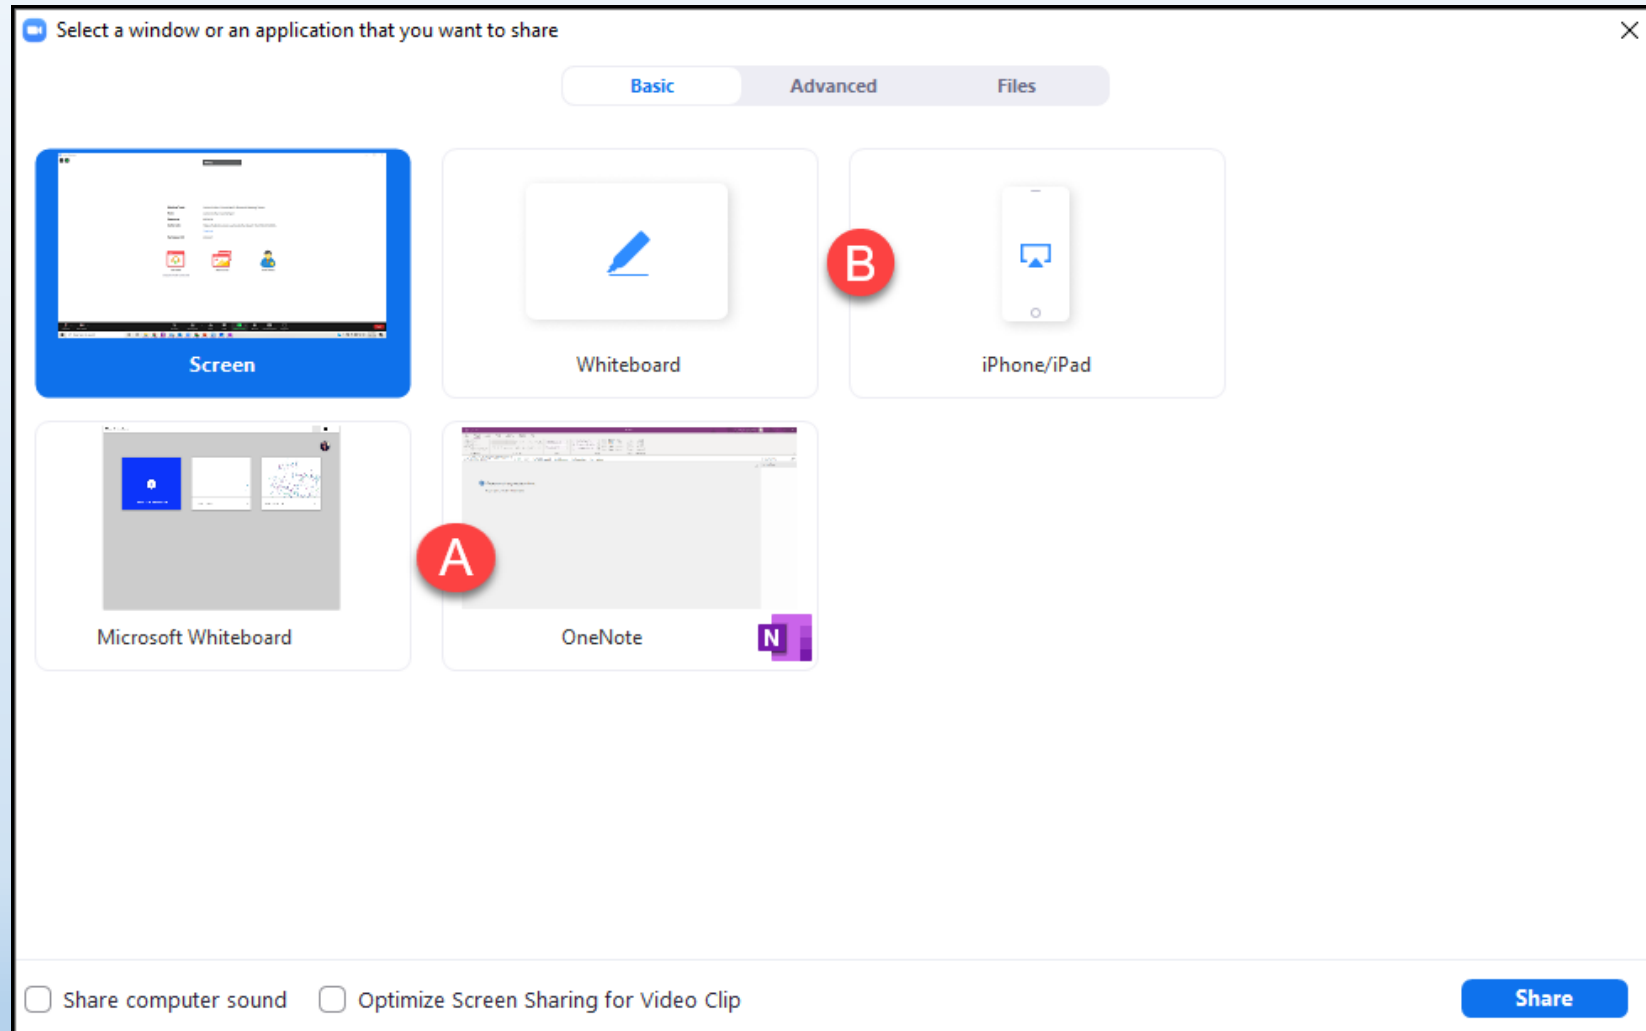 Select a window or an application that you want to share
Basic
Advanced
Files
Screen
Whiteboard
B
iPhone/iPad
Microsoft Whiteboard
A
OneNote
N
Share computer sound
Optimize Screen Sharing for Video Clip
Share